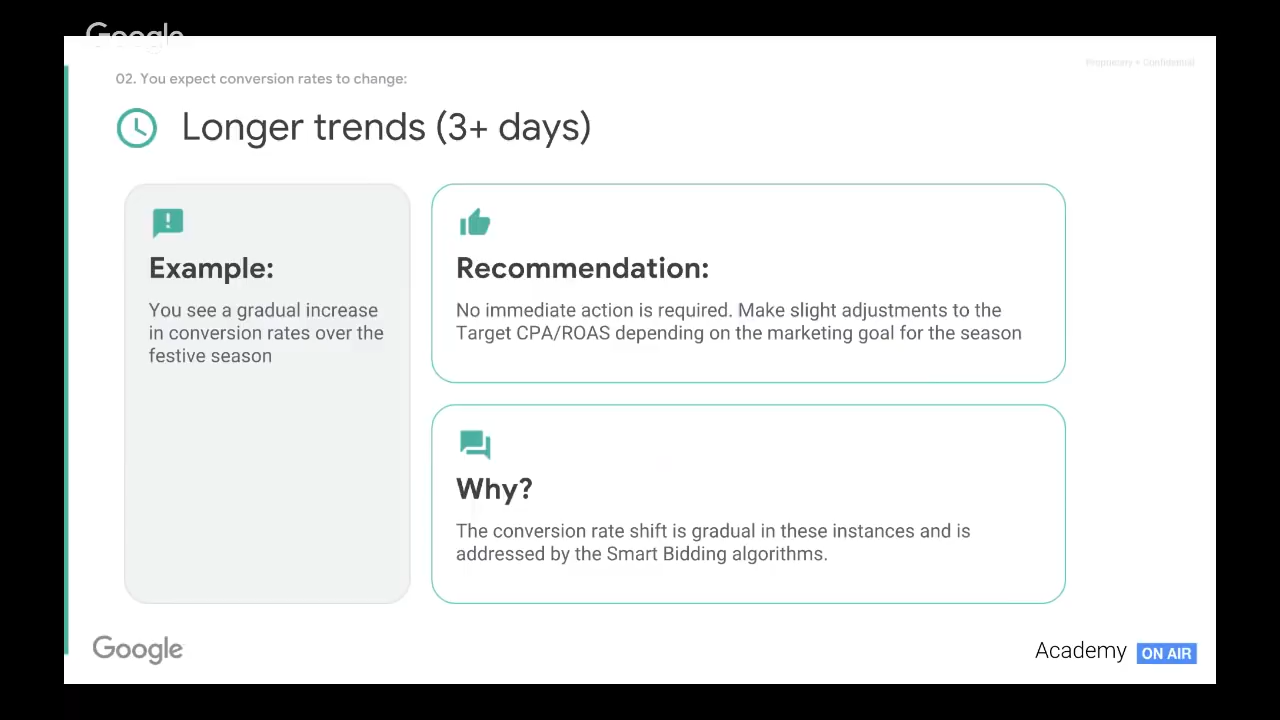 Google
02. You expect conversion rates to change:
Proprietary + Confidential
Longer trends (3+ days)
Example:
You see a gradual increase
in conversion rates over the
festive season
Recommendation:
No immediate action is required. Make slight adjustments to the
Target CPA/ROAS depending on the marketing goal for the season
Why?
The conversion rate shift is gradual in these instances and is
addressed by the Smart Bidding algorithms.
Google
Academy ON AIR